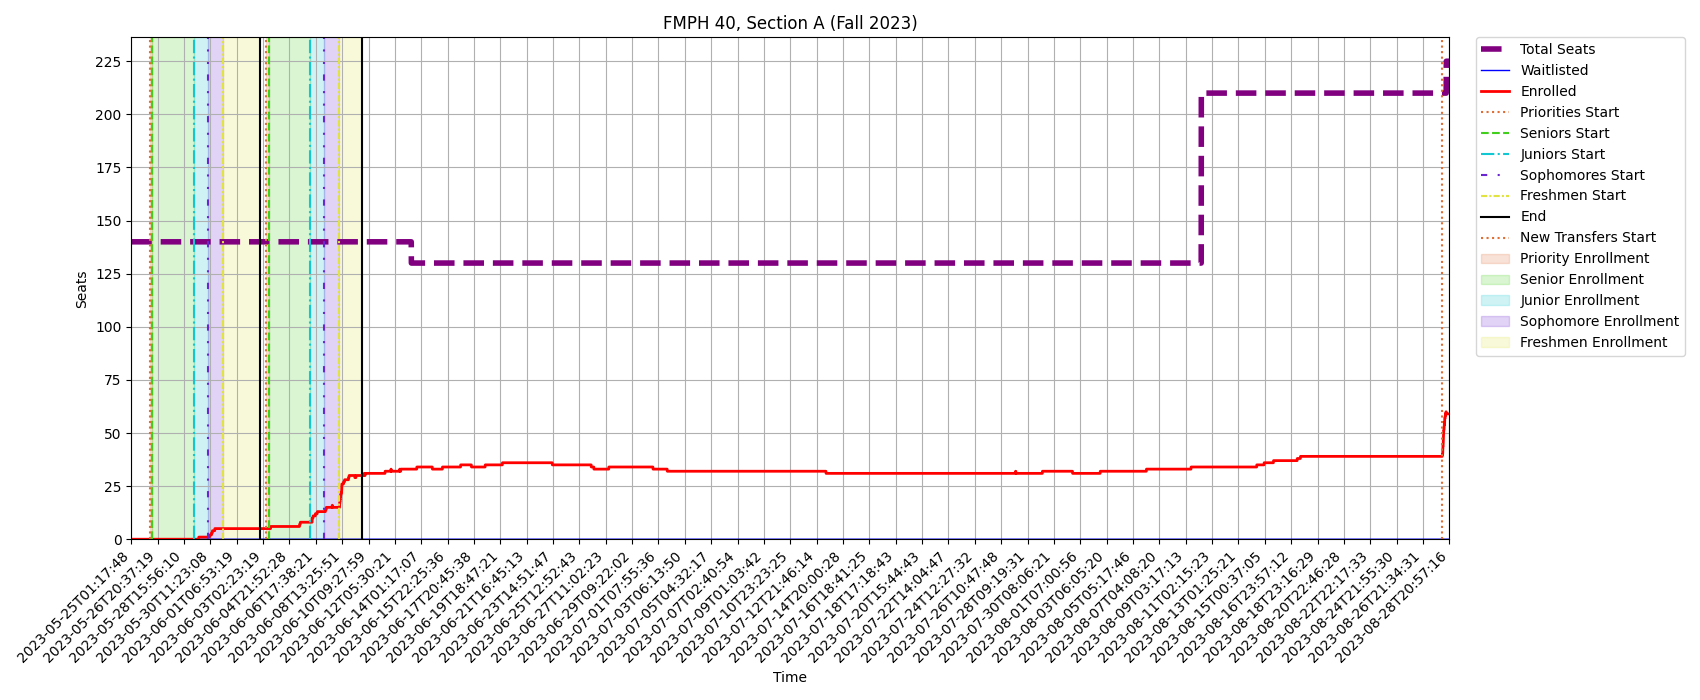 FMPH 40, Section A (Fall 2023)
Seats
225
200
175
150
125
100
75
50
25
0
2023-05-25T01:17:48
2023-05-26T20:37:19
2023-05-28T15:56:10
2023-05-30T11:23:08
2023-06-01T06:53:19
2023-06-03T02:23:19
2023-06-04T21:52:28
2023-06-06T17:38:21
2023-06-08T13:25:51
2023-06-10T09:27:59
2023-06-12T05:30:21
2023-06-14T01:17:07
2023-06-15T22:25:36
2023-06-17T20:45:38
2023-06-19T18:47:21
2023-06-21T16:45:13
2023-06-23T14:51:47
2023-06-25T12:52:43
2023-06-27T11:02:23
2023-06-29T09:22:02
2023-07-01T07:55:36
2023-07-03T06:13:50
2023-07-05T04:32:17
2023-07-07T02:40:54
2023-07-09T01:03:42
2023-07-10T23:23:25
2023-07-12T21:46:14
2023-07-14T20:00:28
2023-07-16T18:41:25
2023-07-18T17:18:43
2023-07-20T15:44:43
2023-07-22T14:04:47
2023-07-24T12:27:32
2023-07-26T10:47:48
2023-07-28T09:19:31
2023-07-30T08:06:21
2023-08-01T07:00:56
2023-08-03T06:05:20
2023-08-05T05:17:46
2023-08-07T04:08:20
2023-08-09T03:17:13
2023-08-11T02:15:23
2023-08-13T01:25:21
2023-08-15T00:37:05
2023-08-16T23:57:12
2023-08-18T23:16:29
2023-08-20T22:46:28
2023-08-22T22:17:33
2023-08-24T21:55:30
2023-08-26T21:34:31
2023-08-28T20:57:16
Time
Total Seats
Waitlisted
Enrolled
Priorities Start
Seniors Start
Juniors Start
Sophomores Start
Freshmen Start
End
New Transfers Start
Priority Enrollment
Senior Enrollment
Junior Enrollment
Sophomore Enrollment
Freshmen Enrollment